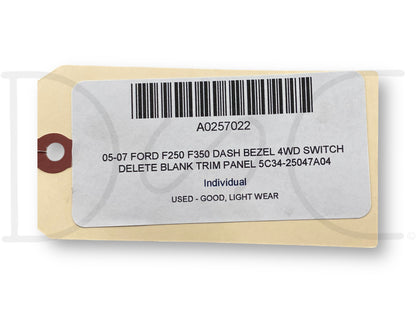 A0257022
05-07 FORD F250 F350 DASH BEZEL 4WD SWITCH
DELETE BLANK TRIM PANEL 5C34-25047A04
Individual
USED - GOOD, LIGHT WEAR